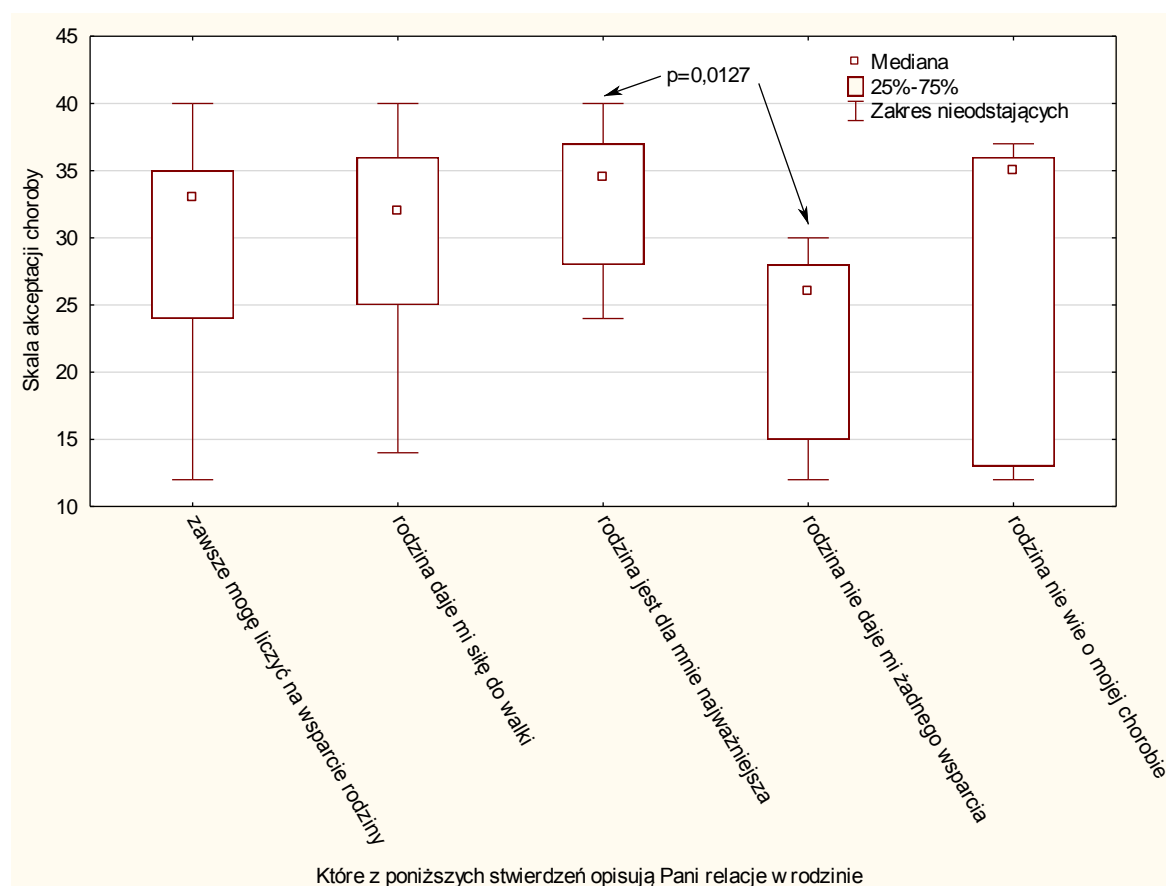 45
40
35
30
25
20
15
10
Skala akceptacji choroby
p=0,0127
Mediana
25%-75%
Zakres nieodstających
zawsze mogę liczyć na wsparcie rodziny
rodzina daje mi siłę do walki
rodzina jest dla mnie najważniejsza
rodzina nie daje mi żadnego wsparcia
rodzina nie wie o mojej chorobie
Które z poniższych stwierdzeń opisują Pani relacje w rodzinie